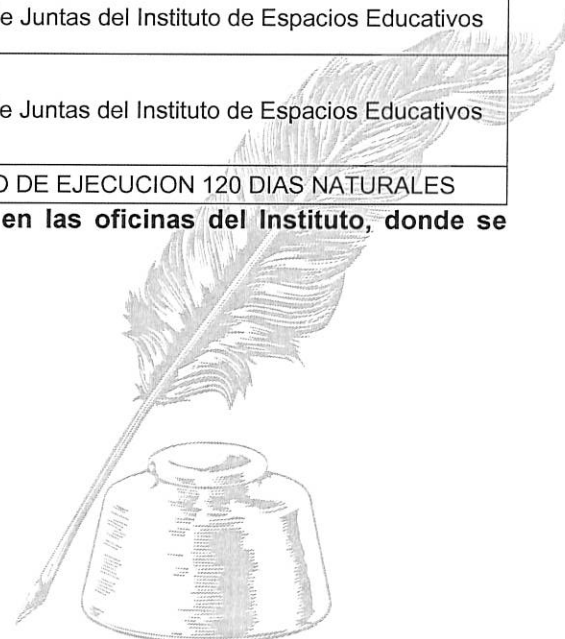 e Juntas del Instituto de Espacios Educativos
e Juntas del Instituto de Espacios Educativos
O DE EJECUCION 120 DIAS NATURALES
en las oficinas del Instituto, donde se